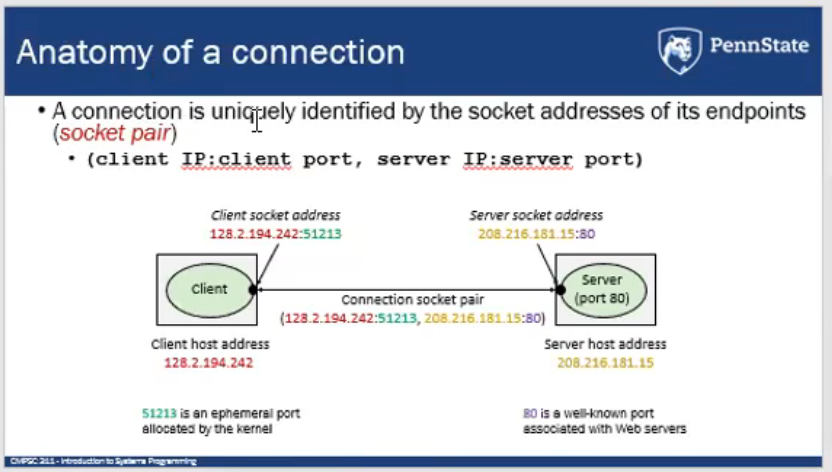 Anatomy of a connection
PennState
• A connection is uniquely identified by the socket addresses of its endpoints
(socket pair)
• (client IP:client port, server IP:server port)
Client socket address
128.2.194.242:51213
Server socket address
208.216.181.15:80
Client
Server
(port 80)
Connection socket pair
(128.2.194.242:51213, 208.216.181.15:80)
Client host address
128.2.194.242
Server host address
208.216.181.15
51213 is an ephemeral port
allocated by the kernel
80 is a well-known port
associated with Web servers
CMPSC 311 - Introduction to Systems Programming